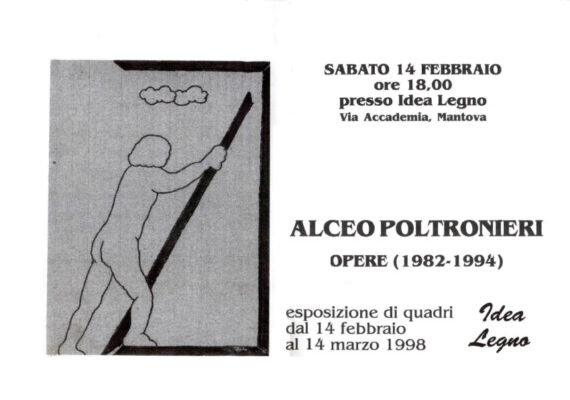 SABATO 14 FEBBRAIO
ore 18,00
presso Idea Legno
Via Accademia, Mantova
ALCEO POLTRONIERI
OPERE (1982-1994)
esposizione di quadri
dal 14 febbraio
al 14 marzo 1998
Idea
Legno